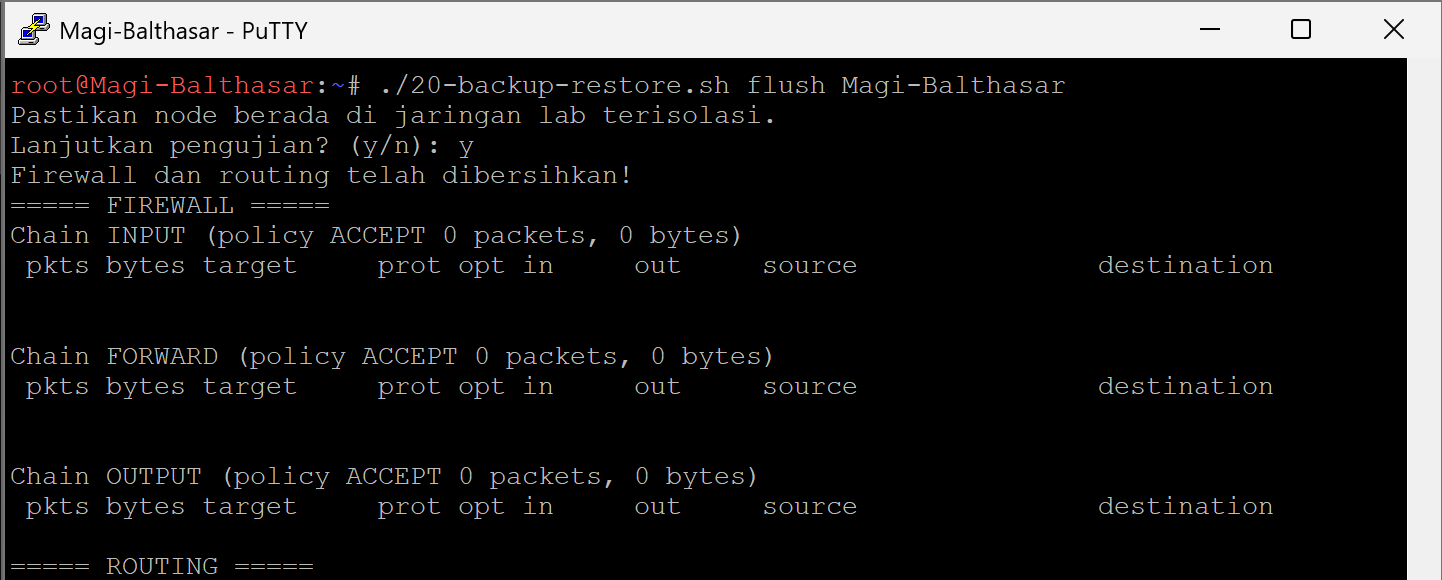 Magi-Balthasar - PuTTY
root@Magi-Balthasar:~# ./20-backup-restore.sh flush Magi-Balthasar
Pastikan node berada di jaringan lab terisolasi.
Lanjutkan pengujian? (y/n): y
Firewall dan routing telah dibersihkan!
===== FIREWALL =====
Chain INPUT (policy ACCEPT 0 packets, 0 bytes)
 pkts bytes target     prot opt in     out     source               destination
Chain FORWARD (policy ACCEPT 0 packets, 0 bytes)
 pkts bytes target     prot opt in     out     source               destination
Chain OUTPUT (policy ACCEPT 0 packets, 0 bytes)
 pkts bytes target     prot opt in     out     source               destination
===== ROUTING =====